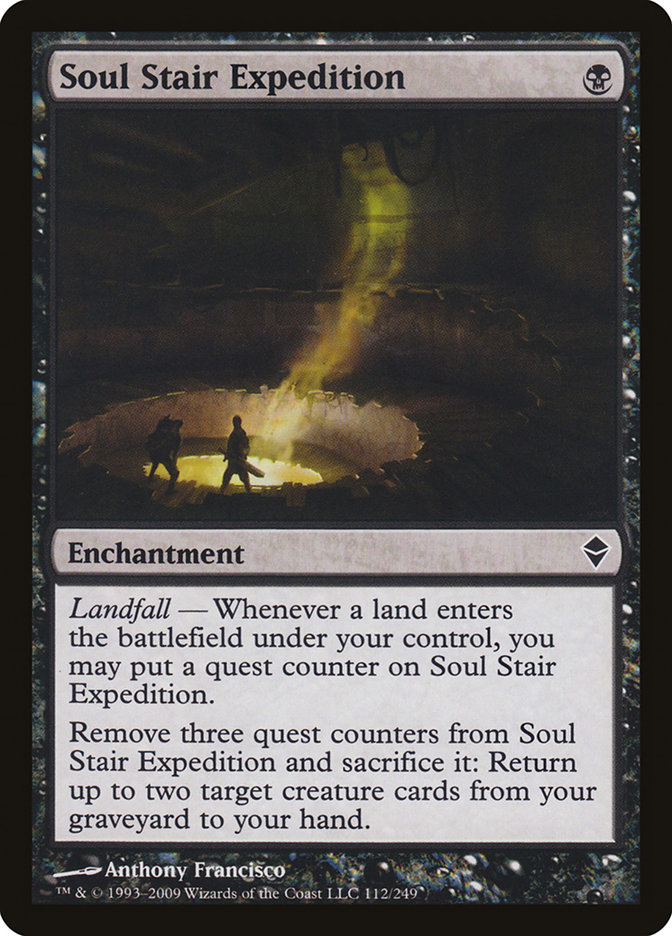 Soul Stair Expedition
Enchantment
Landfall — Whenever a land enters
the battlefield under your control, you
may put a quest counter on Soul Stair
Expedition.
Remove three quest counters from Soul
Stair Expedition and sacrifice it: Return
up to two target creature cards from your
graveyard to your hand.
Anthony Francisco
™ & © 1993–2009 Wizards of the Coast LLC 112/249